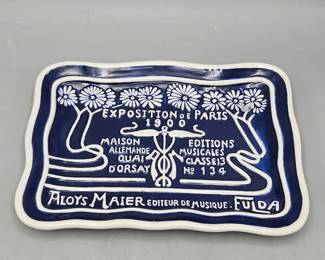 EXPOSITION DE PARIS
1900
MAISON
ALLEMANDE
QUAI
D'ORSAY
EDITIONS
MUSICALES
CLASSE 13
No 134
ALOYS MAIER EDITEUR DE MUSIQUE . FULDA